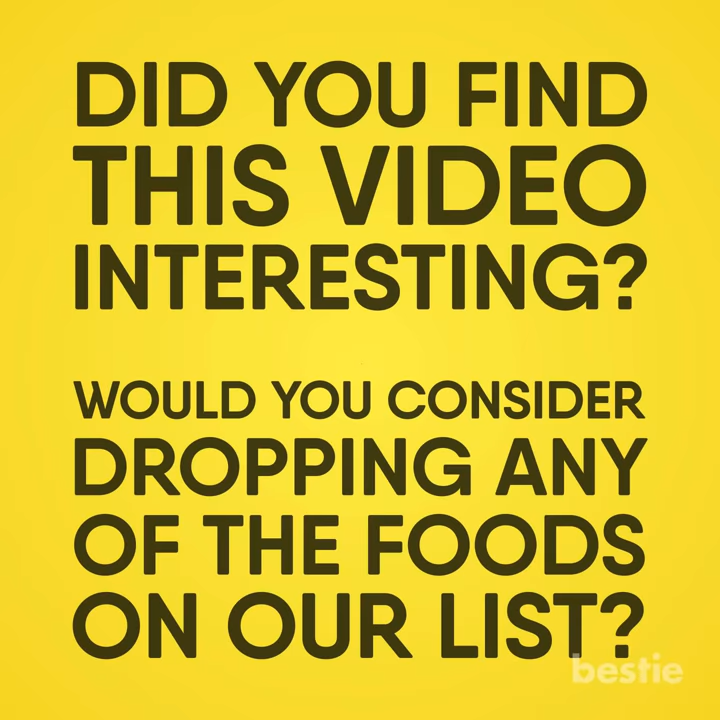 DID YOU FIND
THIS VIDEO
INTERESTING?
WOULD YOU CONSIDER
DROPPING ANY
OF THE FOODS
ON OUR LIST?
bestie